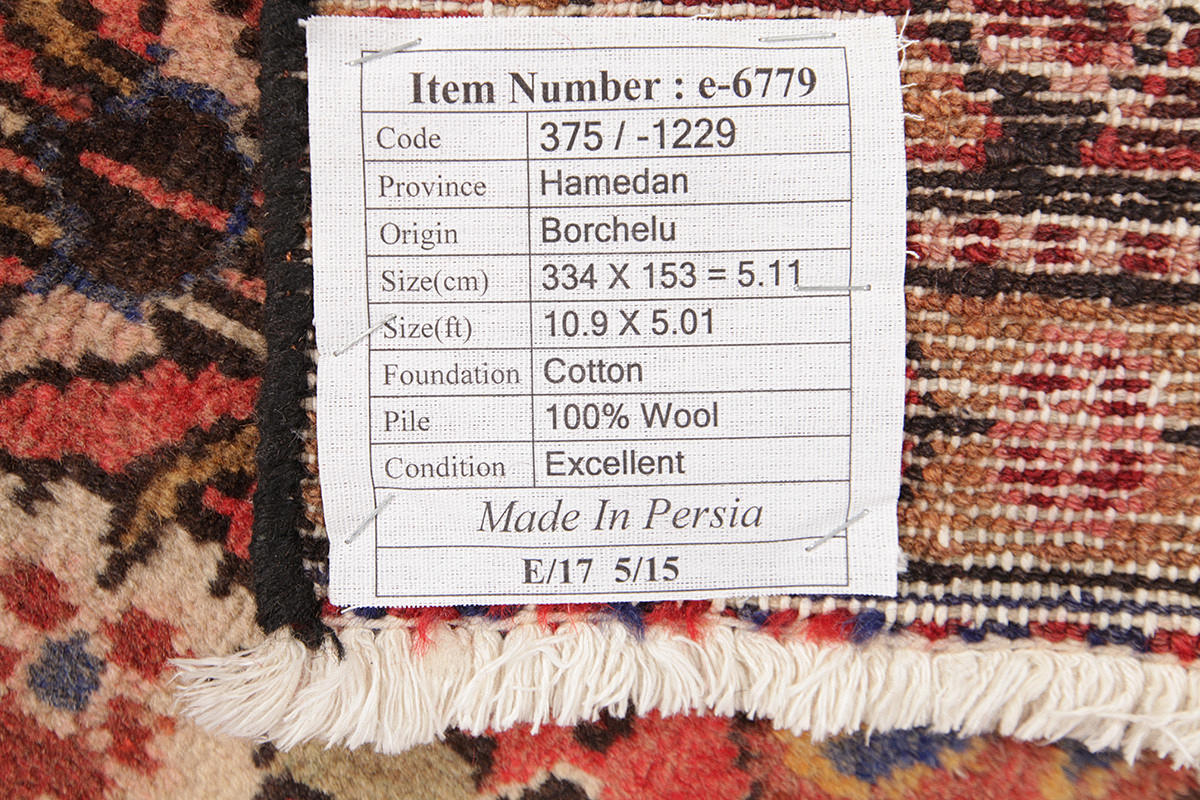 Item Number : e-6779
Code 375 / -1229
Province Hamedan
Origin Borchelu
Size(cm) 334 X 153 = 5.11
Size(ft) 10.9 X 5.01
Foundation Cotton
Pile 100% Wool
Condition Excellent
Made In Persia
E/17 5/15